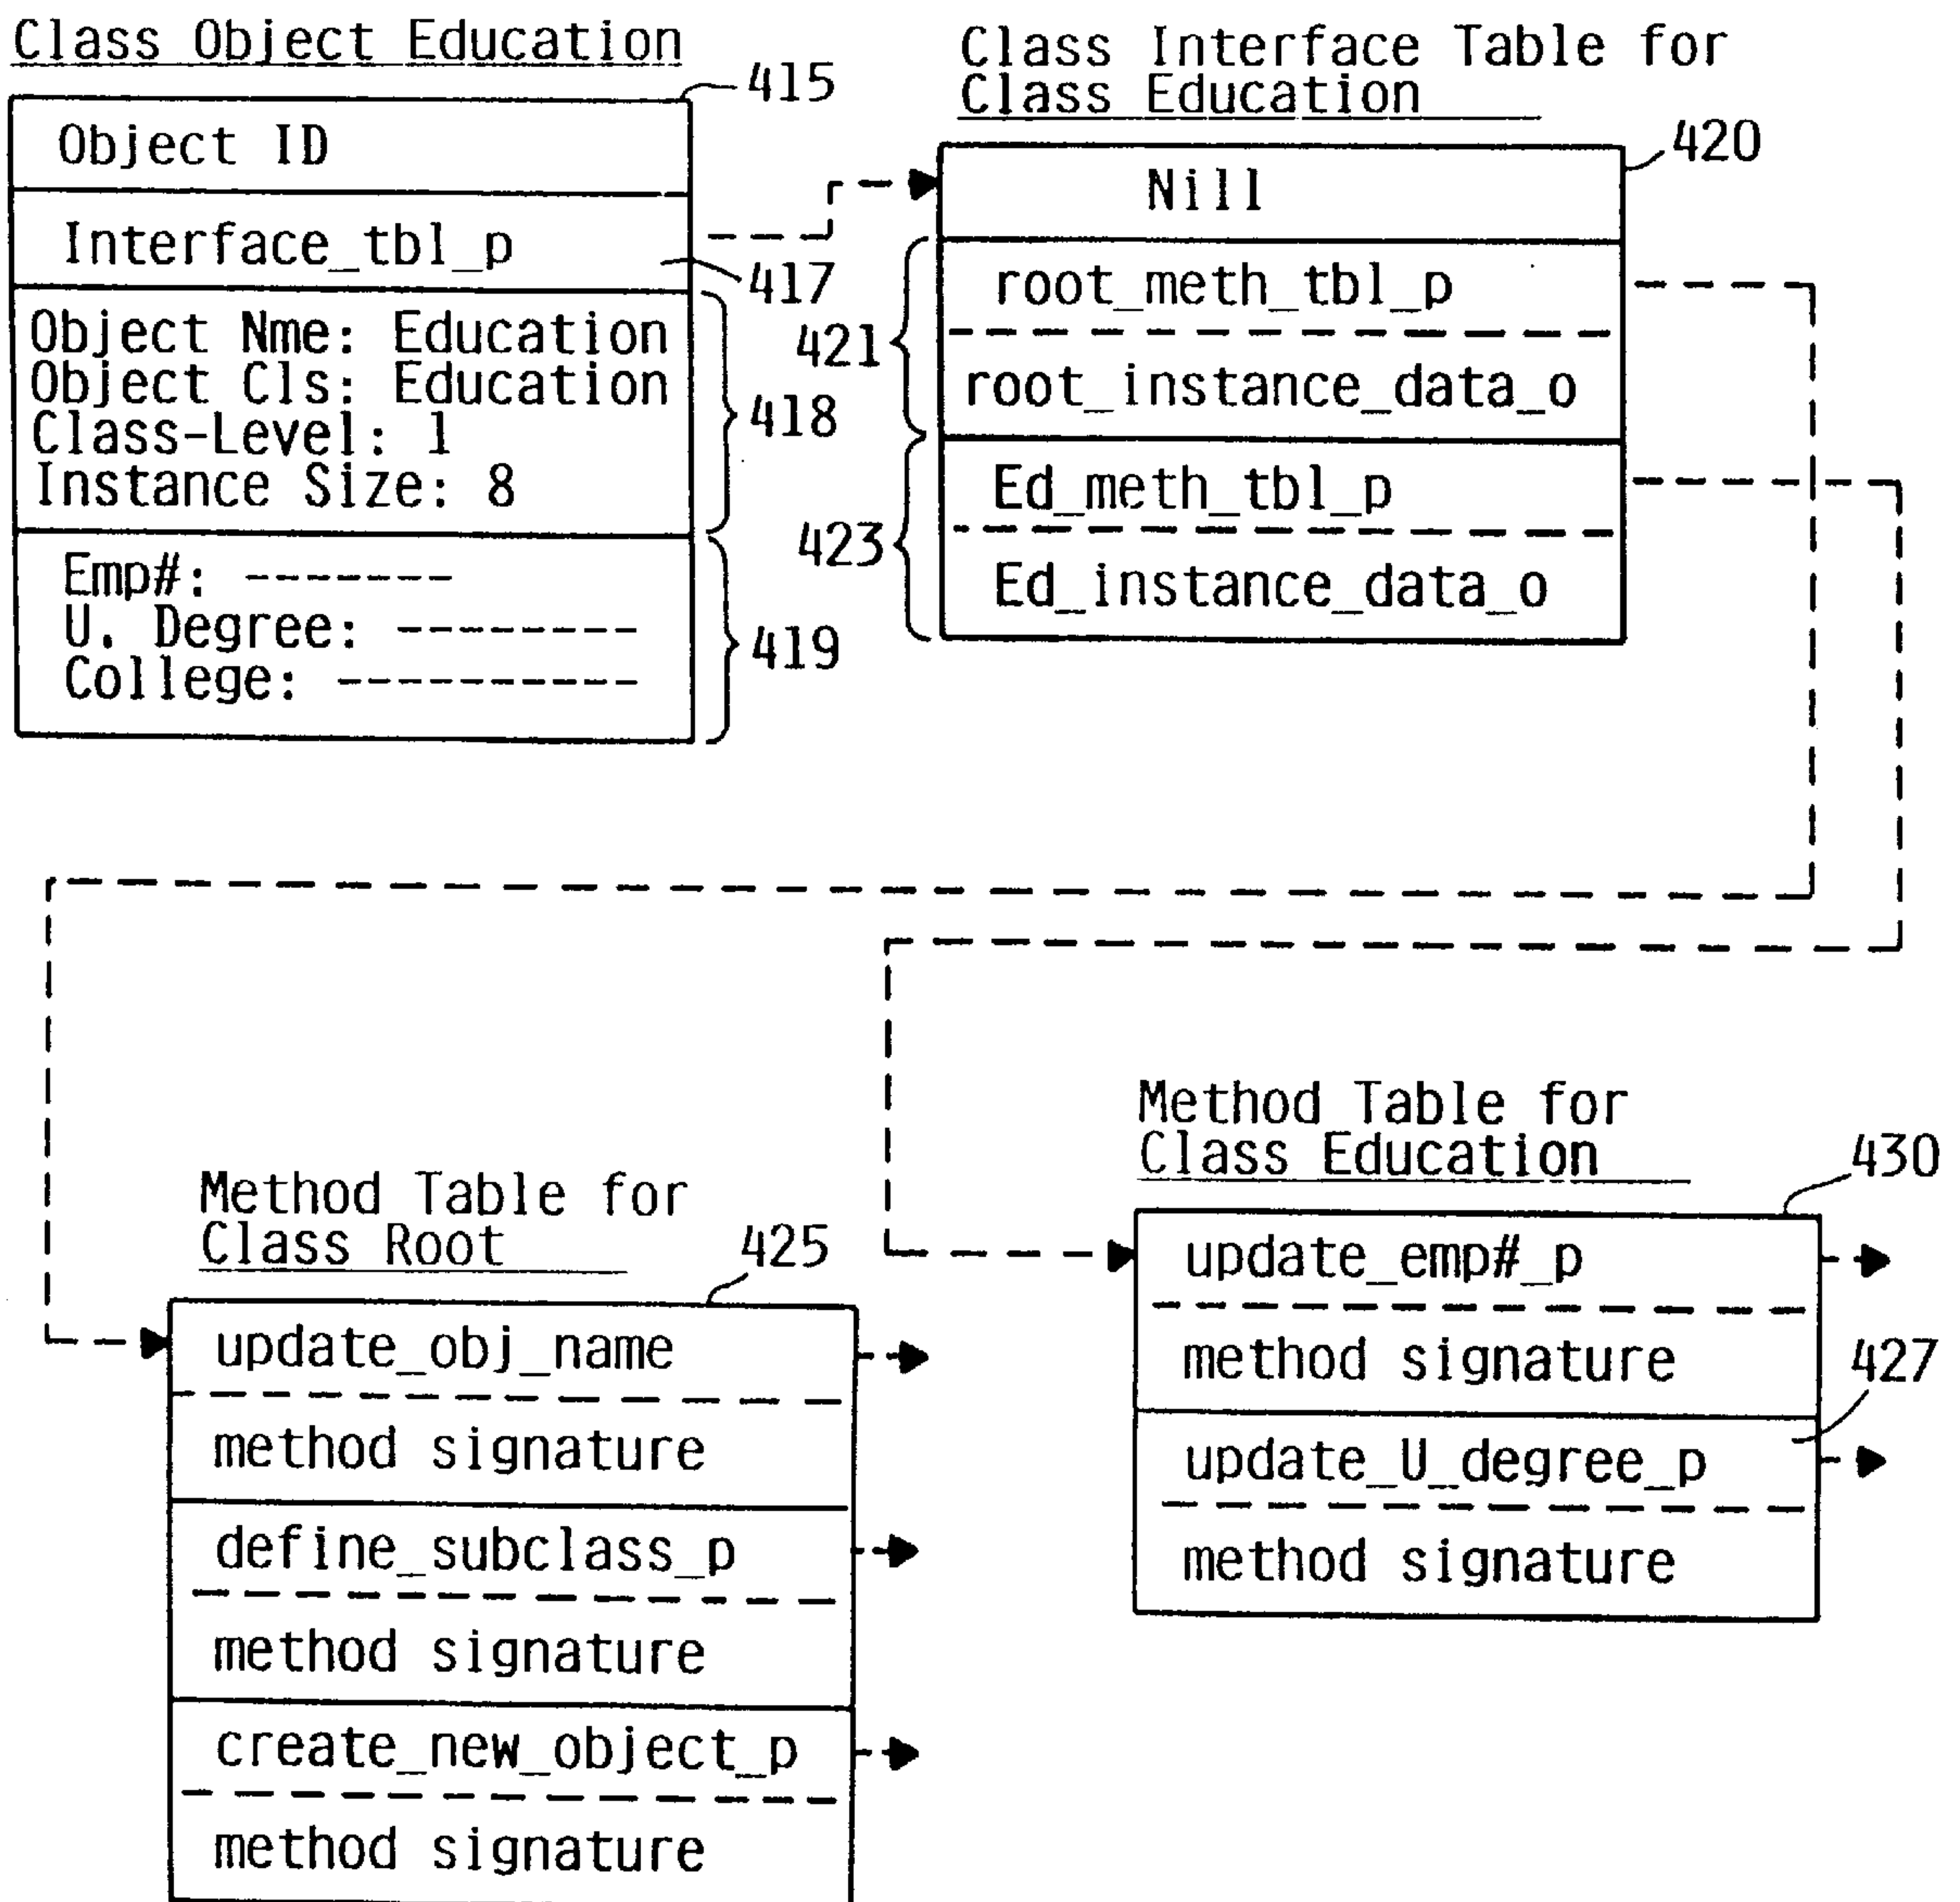 Class Object Education
415
Object ID
Interface_tbl_p
417
Object Nme: Education
Object Cls: Education
Class-Level: 1
Instance Size: 8
418
Emp#: -------
U. Degree: ---------
College: -----------
419
Class Interface Table for
Class Education
420
Nill
root_meth_tbl_p
421
root_instance_data_o
Ed_meth_tbl_p
423
Ed_instance_data_o
Method Table for
Class Root
425
update_obj_name
method signature
define_subclass_p
method signature
create_new_object_p
method signature
Method Table for
Class Education
430
update_emp#_p
method signature
427
update_U_degree_p
method signature